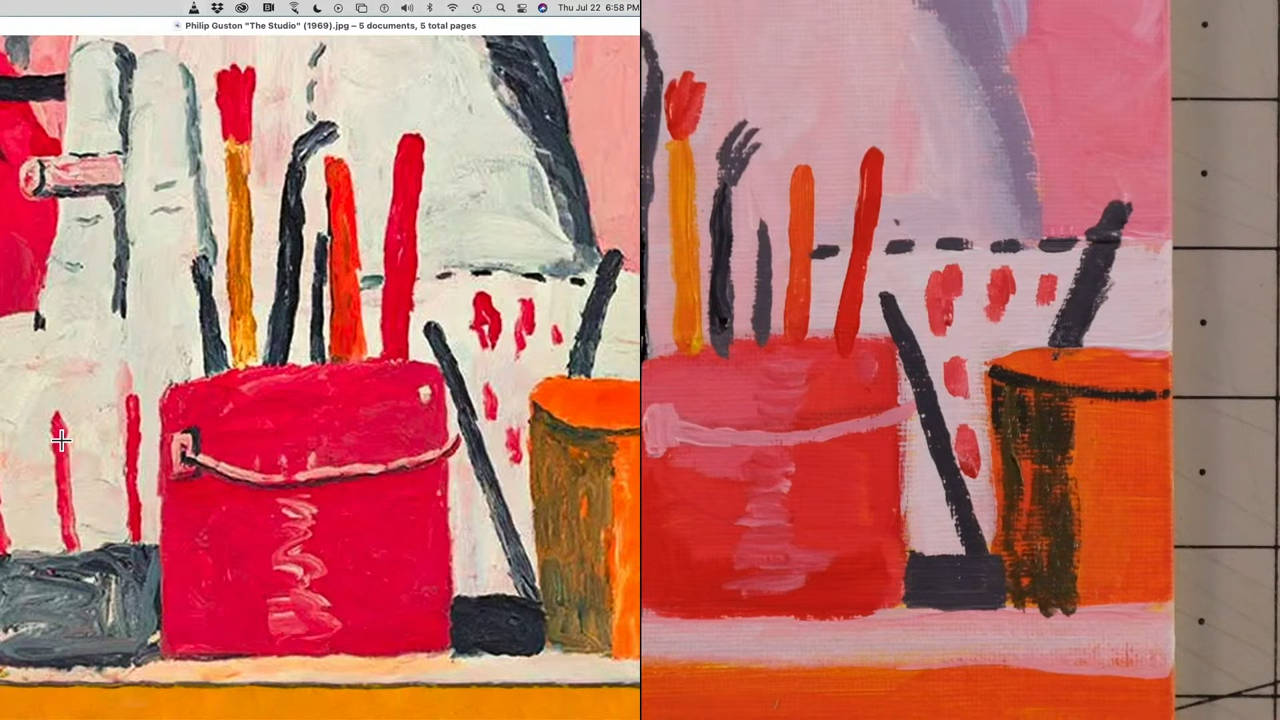 Thu Jul 22 6:58 PM
Philip Guston "The Studio" (1969).jpg – 5 documents, 5 total pages